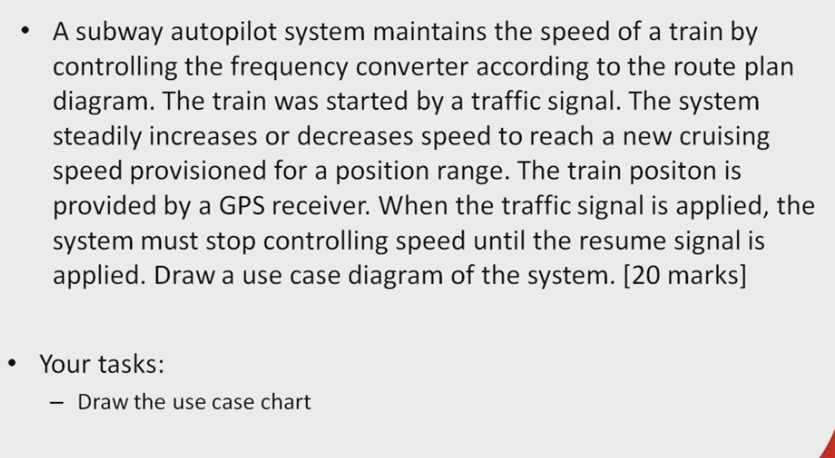 • A subway autopilot system maintains the speed of a train by
controlling the frequency converter according to the route plan
diagram. The train was started by a traffic signal. The system
steadily increases or decreases speed to reach a new cruising
speed provisioned for a position range. The train positon is
provided by a GPS receiver. When the traffic signal is applied, the
system must stop controlling speed until the resume signal is
applied. Draw a use case diagram of the system. [20 marks]
• Your tasks:
– Draw the use case chart